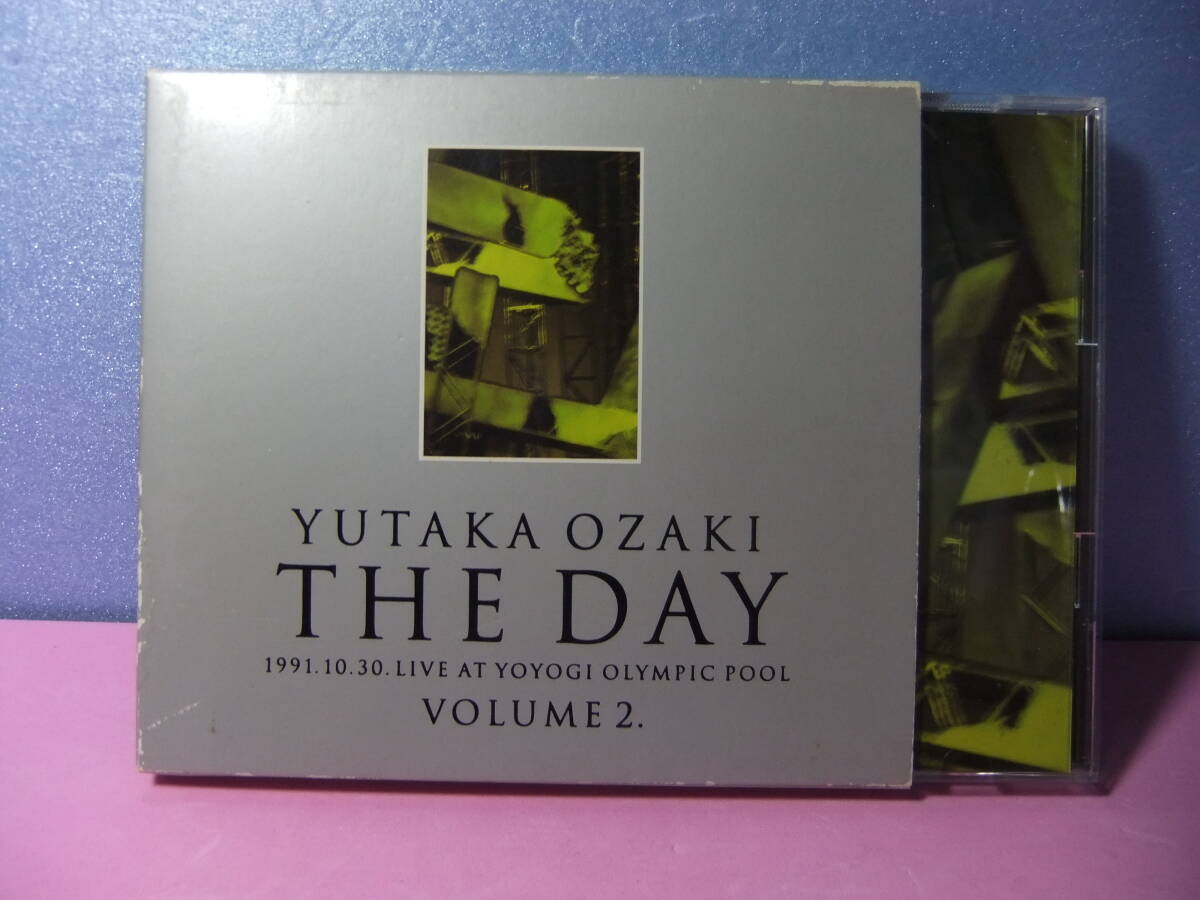 YUTAKA OZAKI
THE DAY
1991.10.30. LIVE AT YOYOGI OLYMPIC POOL
VOLUME 2.